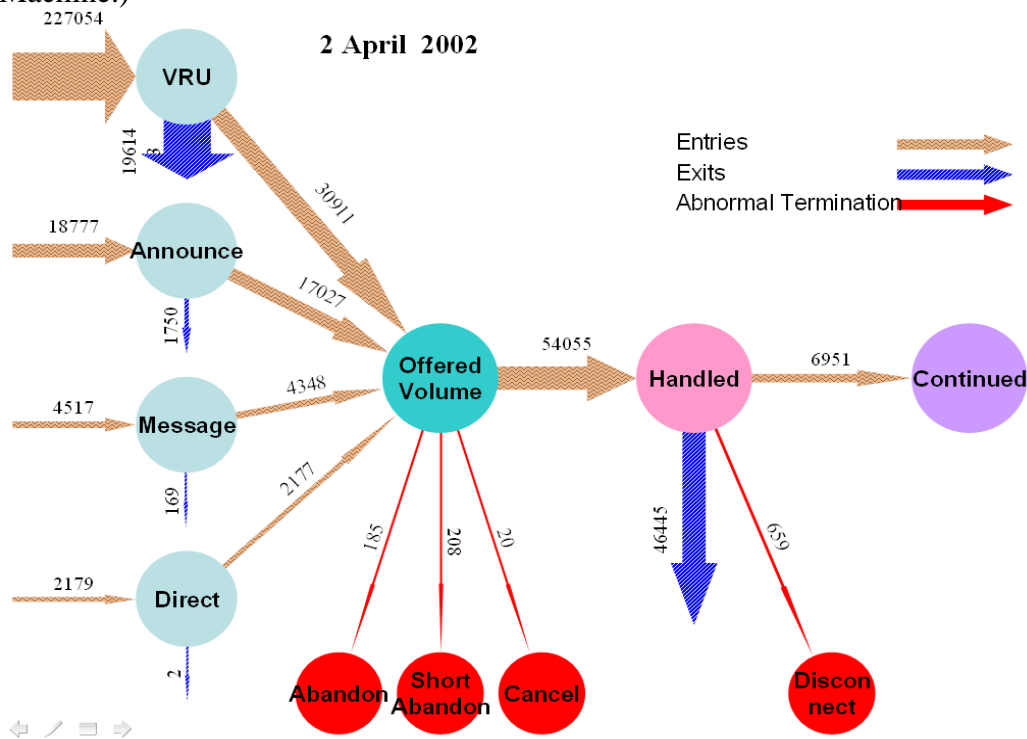 Machine.)
227054
2 April 2002
VRU
19614
8
30911
Entries
Exits
Abnormal Termination
18777
Announce
17027
1750
Offered
Volume
54055
Handled
6951
Continued
4517
Message
4348
169
2177
185
208
20
46445
659
2179
Direct
2
Abandon
Short
Abandon
Cancel
Discon
nect